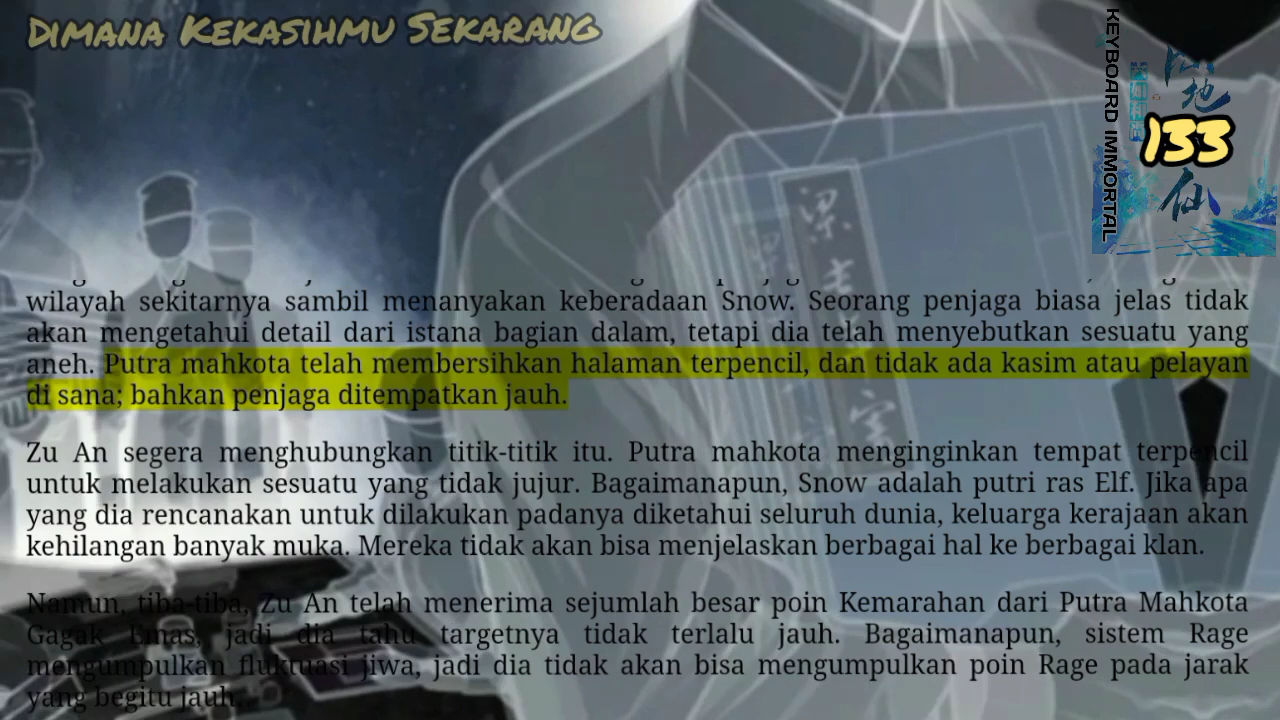 Dimana Kekasihmu Sekarang
KEYBOARD IMMORTAL
133
地
仙
wilayah sekitarnya sambil menanyakan keberadaan Snow. Seorang penjaga biasa jelas tidak
akan mengetahui detail dari istana bagian dalam, tetapi dia telah menyebutkan sesuatu yang
aneh. Putra mahkota telah membersihkan halaman terpencil, dan tidak ada kasim atau pelayan
di sana; bahkan penjaga ditempatkan jauh.
Zu An segera menghubungkan titik-titik itu. Putra mahkota menginginkan tempat terpencil
untuk melakukan sesuatu yang tidak jujur. Bagaimanapun, Snow adalah putri ras Elf. Jika apa
yang dia rencanakan untuk dilakukan padanya diketahui seluruh dunia, keluarga kerajaan akan
kehilangan banyak muka. Mereka tidak akan bisa menjelaskan berbagai hal ke berbagai klan.
Namun, tiba-tiba, Zu An telah menerima sejumlah besar poin Kemarahan dari Putra Mahkota
Gagak Emas, jadi dia tahu targetnya tidak terlalu jauh. Bagaimanapun, sistem Rage
mengumpulkan fluktuasi jiwa, jadi dia tidak akan bisa mengumpulkan poin Rage pada jarak
yang begitu jauh.